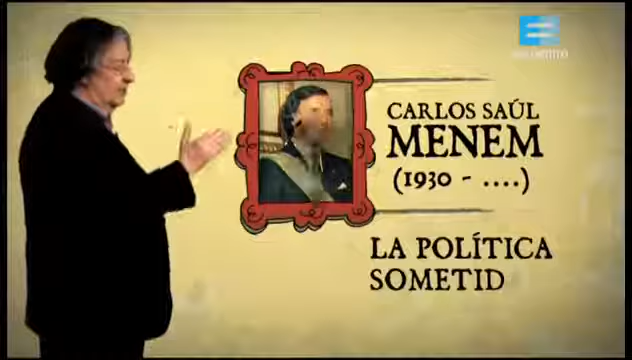 CARLOS SAÚL
MENEM
(1930 - ....)
LA POLÍTICA
SOMETID